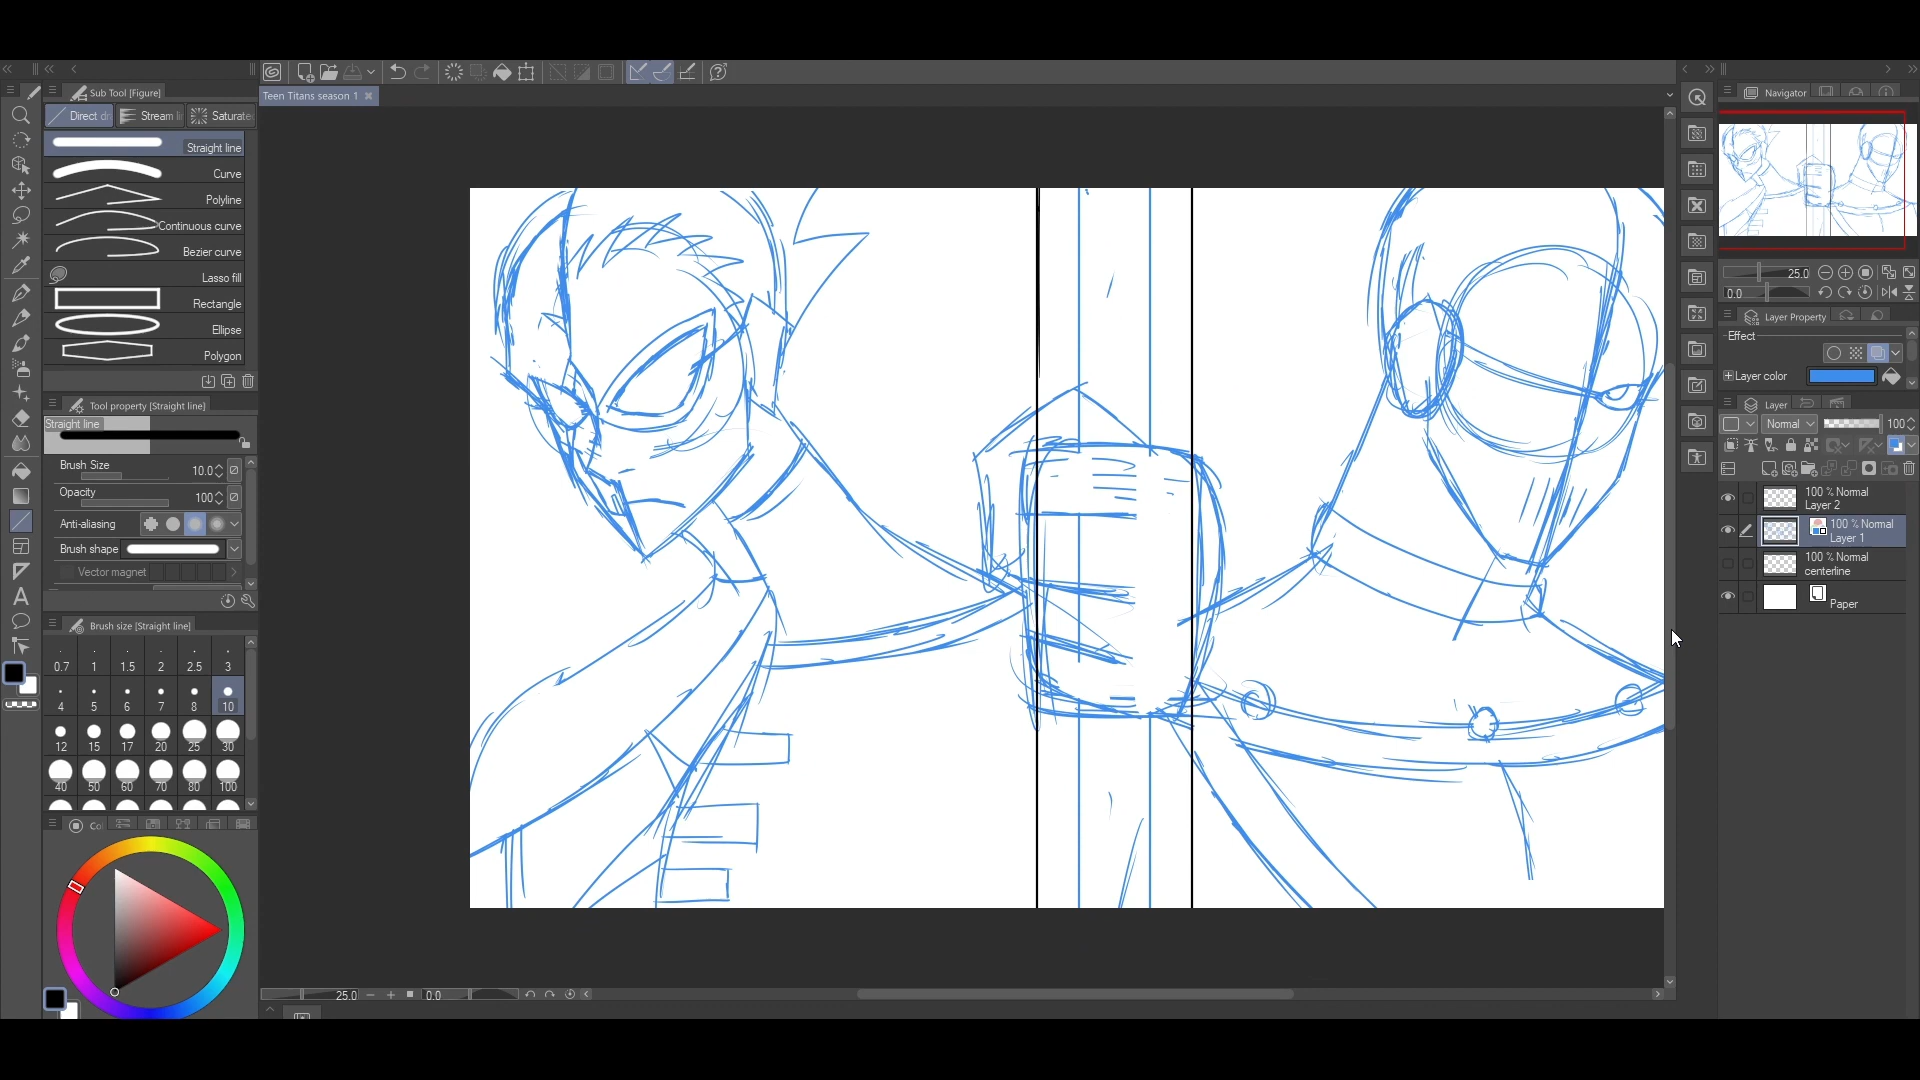 Sub Tool [Figure]
Direct dr
Stream li
Saturate
Straight line
Curve
Polyline
Continuous curve
Bezier curve
Lasso fill
Rectangle
Ellipse
Polygon
Tool property [Straight line]
Straight line
Brush Size 10.0
Opacity 100
Anti-aliasing
Brush shape
Vector magnet
Brush size [Straight line]
0.7 1 1.5 2 2.5 3
4 5 6 7 8 10
12 15 17 20 25 30
40 50 60 70 80 100
Co
Teen Titans season 1
25.0
0.0
Navigator
25.0
0.0
Layer Property
Effect
Layer color
Layer
Normal 100
100 % Normal
Layer 2
100 % Normal
Layer 1
100 % Normal
centerline
Paper